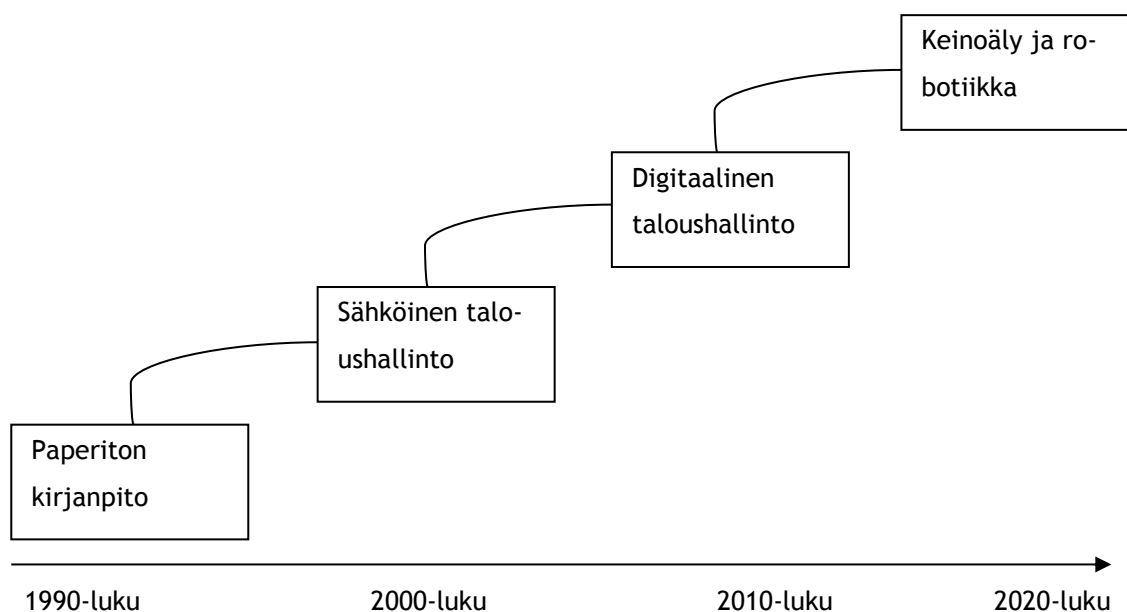 Keinoäly ja ro-
botiikka
Digitaalinen
taloushallinto
Sähköinen talo-
ushallinto
Paperiton
kirjanpito
1990-luku 2000-luku 2010-luku 2020-luku